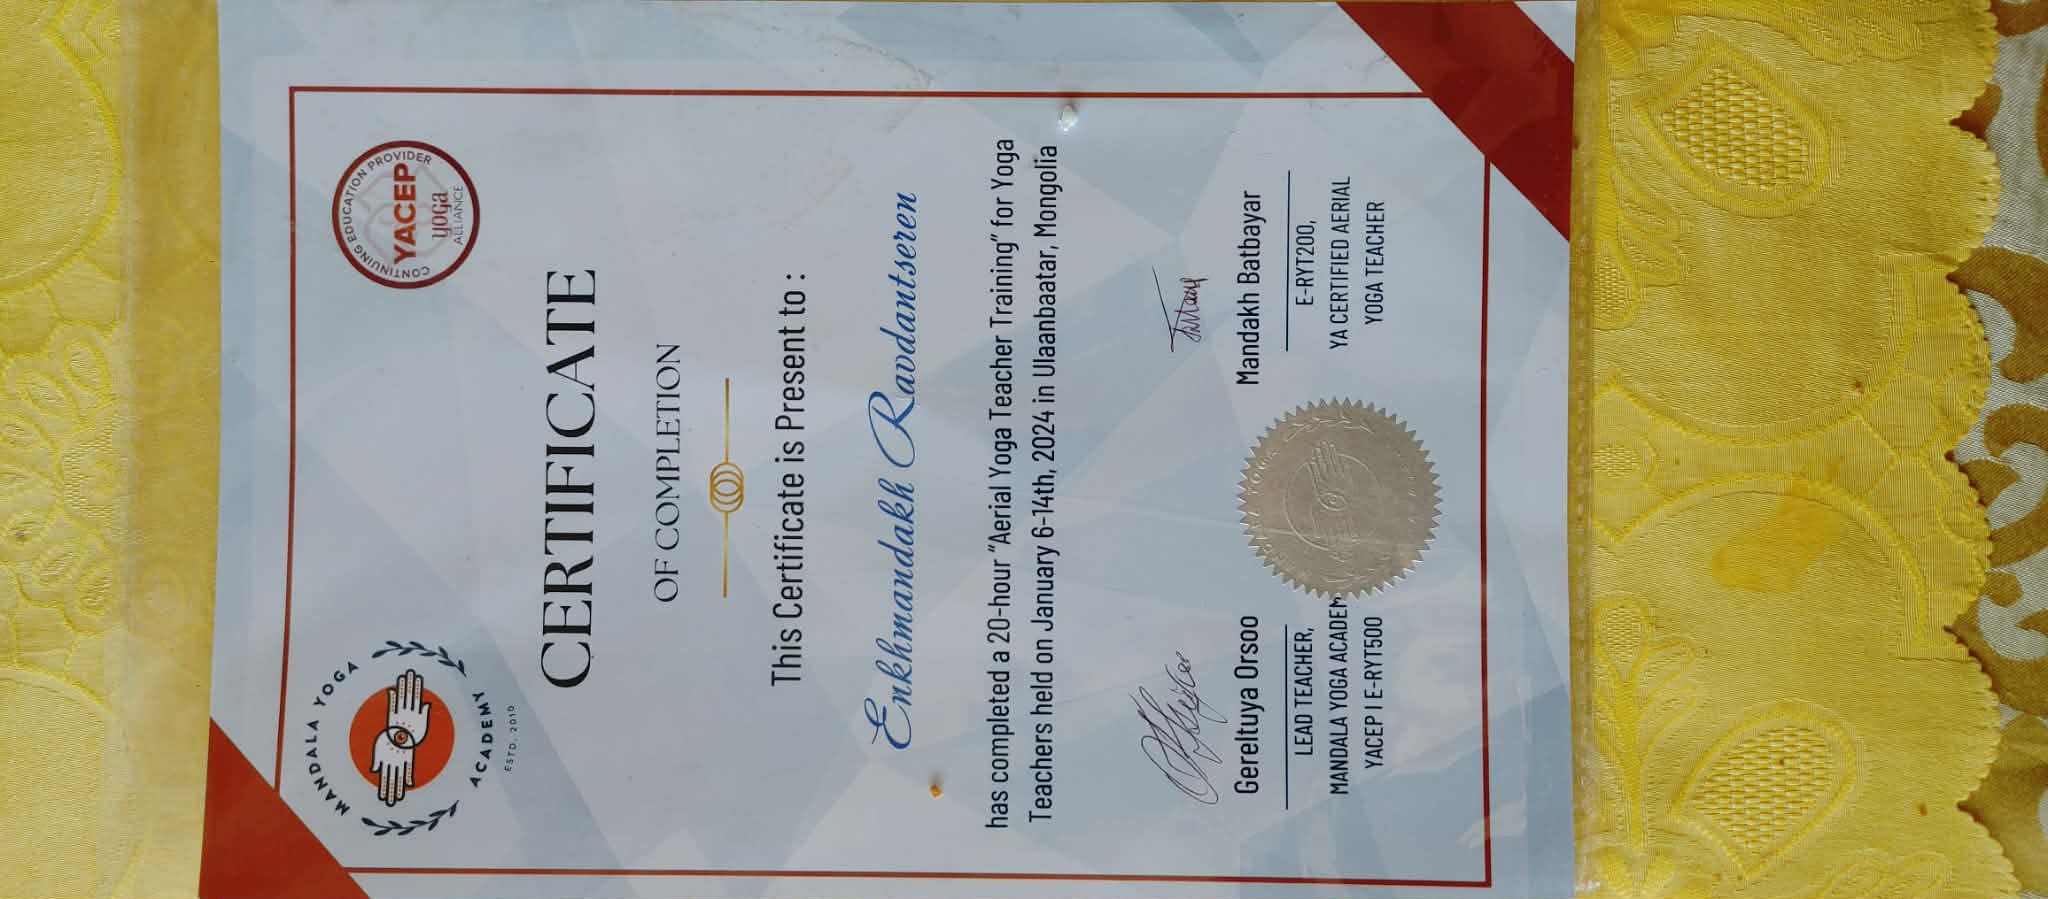 MANDALA YOGA
ACADEMY
ESTD. 2010
CONTINUING EDUCATION PROVIDER
YACEP
yoga
ALLIANCE
CERTIFICATE
OF COMPLETION
This Certificate is Present to :
Enkhmandakh Ravdantseren
has completed a 20-hour “Aerial Yoga Teacher Training” for Yoga
Teachers held on January 6-14th, 2024 in Ulaanbaatar, Mongolia
Gereltuya Orsoo
LEAD TEACHER,
MANDALA YOGA ACADEM
YACEP I E-RYT500
Mandakh Batbayar
E-RYT200,
YA CERTIFIED AERIAL
YOGA TEACHER